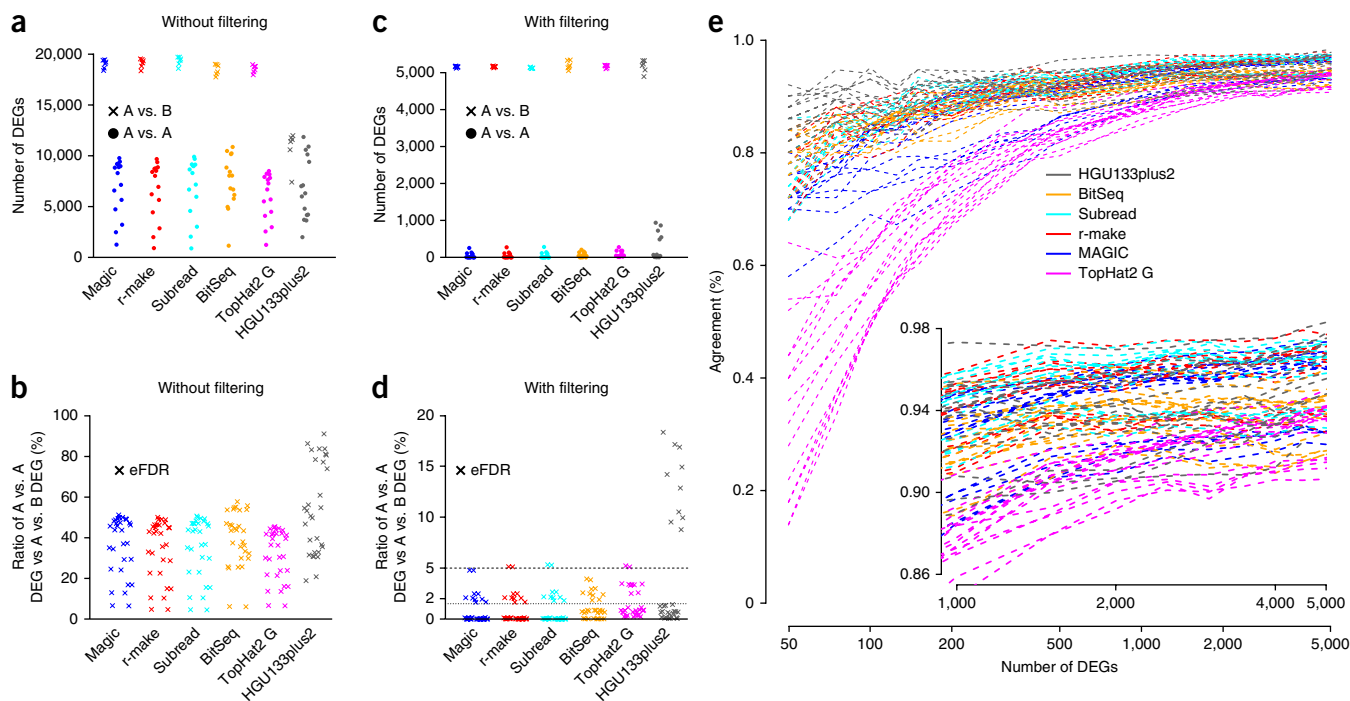 a
Without filtering
Number of DEGs
20,000
15,000
10,000
5,000
0
A vs. B
A vs. A
Magic
r-make
Subread
BitSeq
TopHat2 G
HGU133plus2
b
Without filtering
Ratio of A vs. A
DEG vs A vs. B DEG (%)
100
80
60
40
20
0
eFDR
Magic
r-make
Subread
BitSeq
TopHat2 G
HGU133plus2
c
With filtering
Number of DEGs
5,000
4,000
3,000
2,000
1,000
0
A vs. B
A vs. A
Magic
r-make
Subread
BitSeq
TopHat2 G
HGU133plus2
d
With filtering
Ratio of A vs. A
DEG vs A vs. B DEG (%)
20
15
10
5
2
0
eFDR
Magic
r-make
Subread
BitSeq
TopHat2 G
HGU133plus2
e
Agreement (%)
1.0
0.8
0.6
0.4
0.2
0
HGU133plus2
BitSeq
Subread
r-make
MAGIC
TopHat2 G
0.98
0.94
0.90
0.86
1,000
2,000
4,000
5,000
50
100
200
500
1,000
2,000
5,000
Number of DEGs